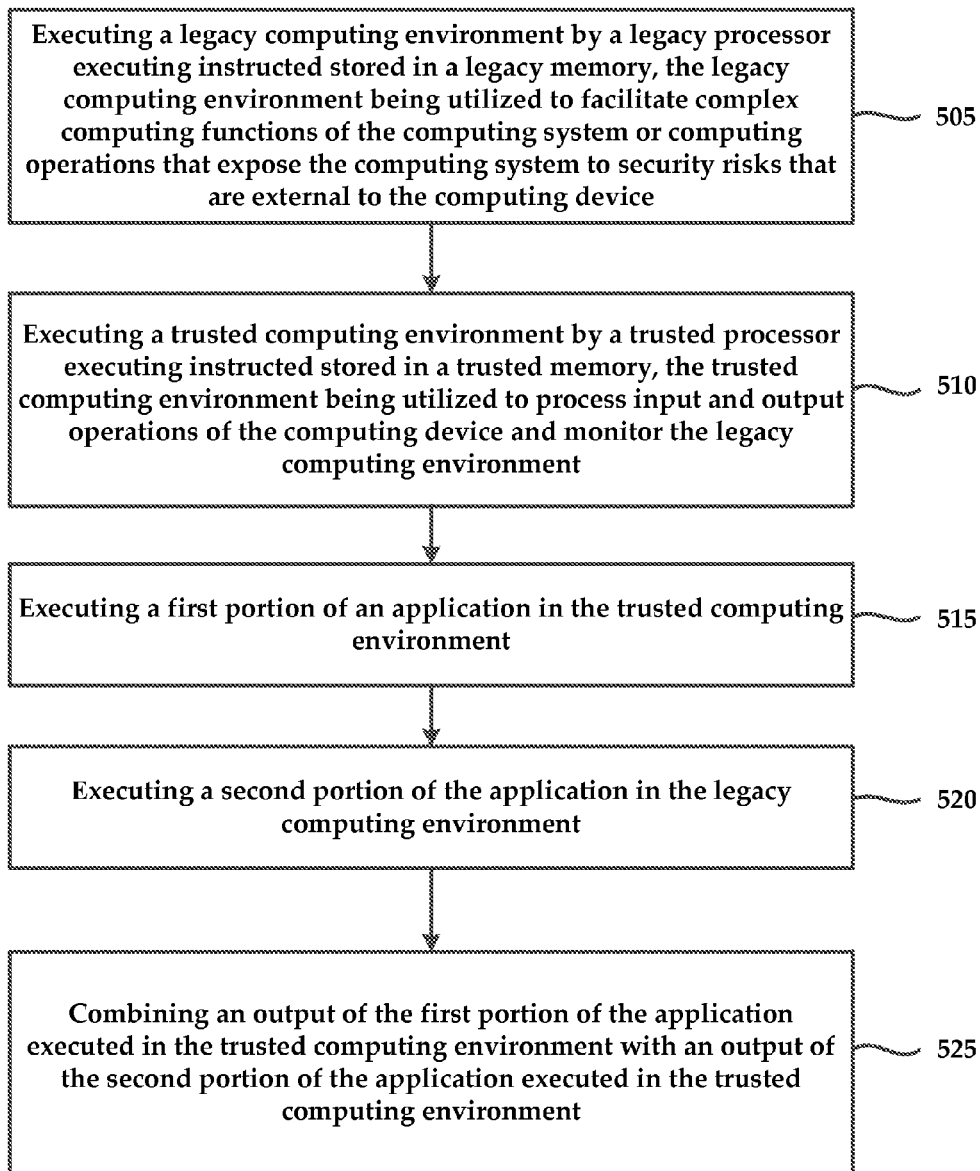 Executing a legacy computing environment by a legacy processor
executing instructed stored in a legacy memory, the legacy
computing environment being utilized to facilitate complex
computing functions of the computing system or computing
operations that expose the computing system to security risks that
are external to the computing device
505
Executing a trusted computing environment by a trusted processor
executing instructed stored in a trusted memory, the trusted
computing environment being utilized to process input and output
operations of the computing device and monitor the legacy
computing environment
510
Executing a first portion of an application in the trusted computing
environment
515
Executing a second portion of the application in the legacy
computing environment
520
Combining an output of the first portion of the application
executed in the trusted computing environment with an output of
the second portion of the application executed in the trusted
computing environment
525